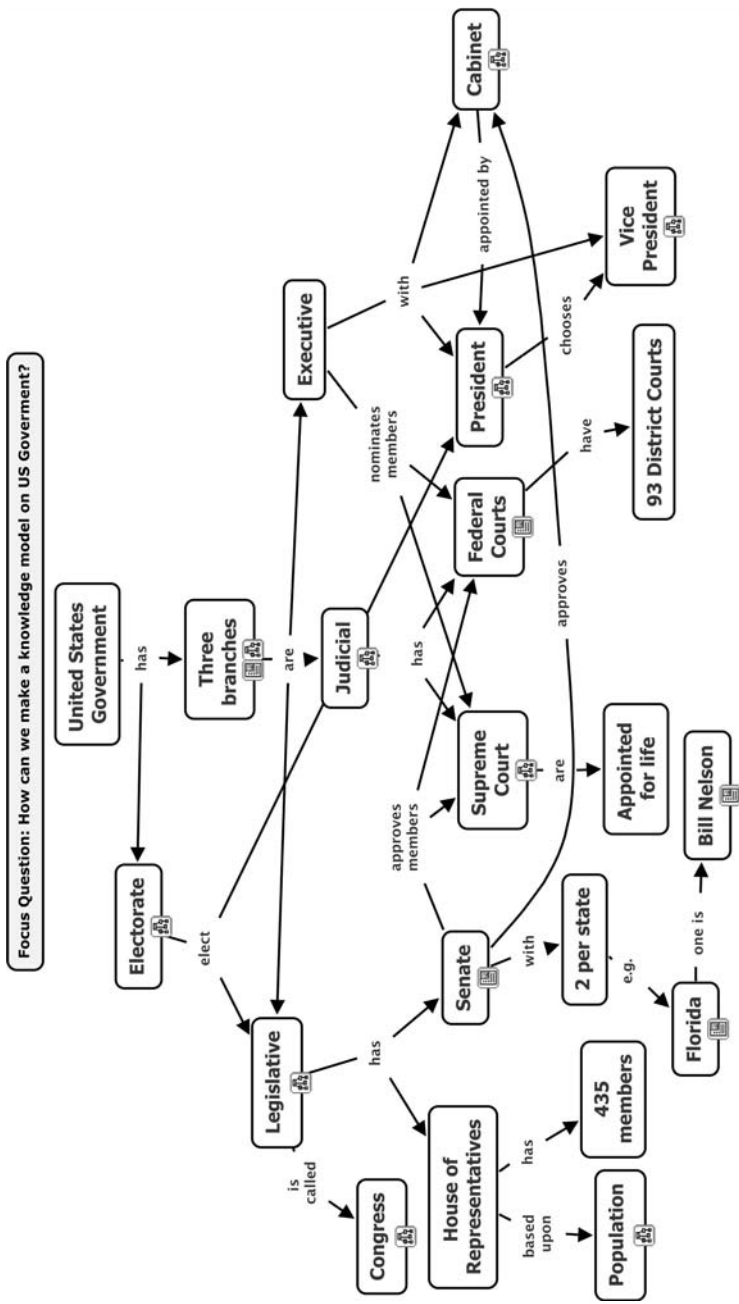 Focus Question: How can we make a knowledge model on US Goverment?
United States
Government
has
Electorate
Three
branches
elect
are
Legislative
Judicial
Executive
is
called
has
approves
members
has
nominates
members
with
Congress
House of
Representatives
Senate
Supreme
Court
Federal
Courts
President
appointed by
Cabinet
based
upon
has
with
are
approves
have
chooses
Population
435
members
2 per state
Appointed
for life
93 District Courts
Vice
President
e.g.
Florida
one is
Bill Nelson